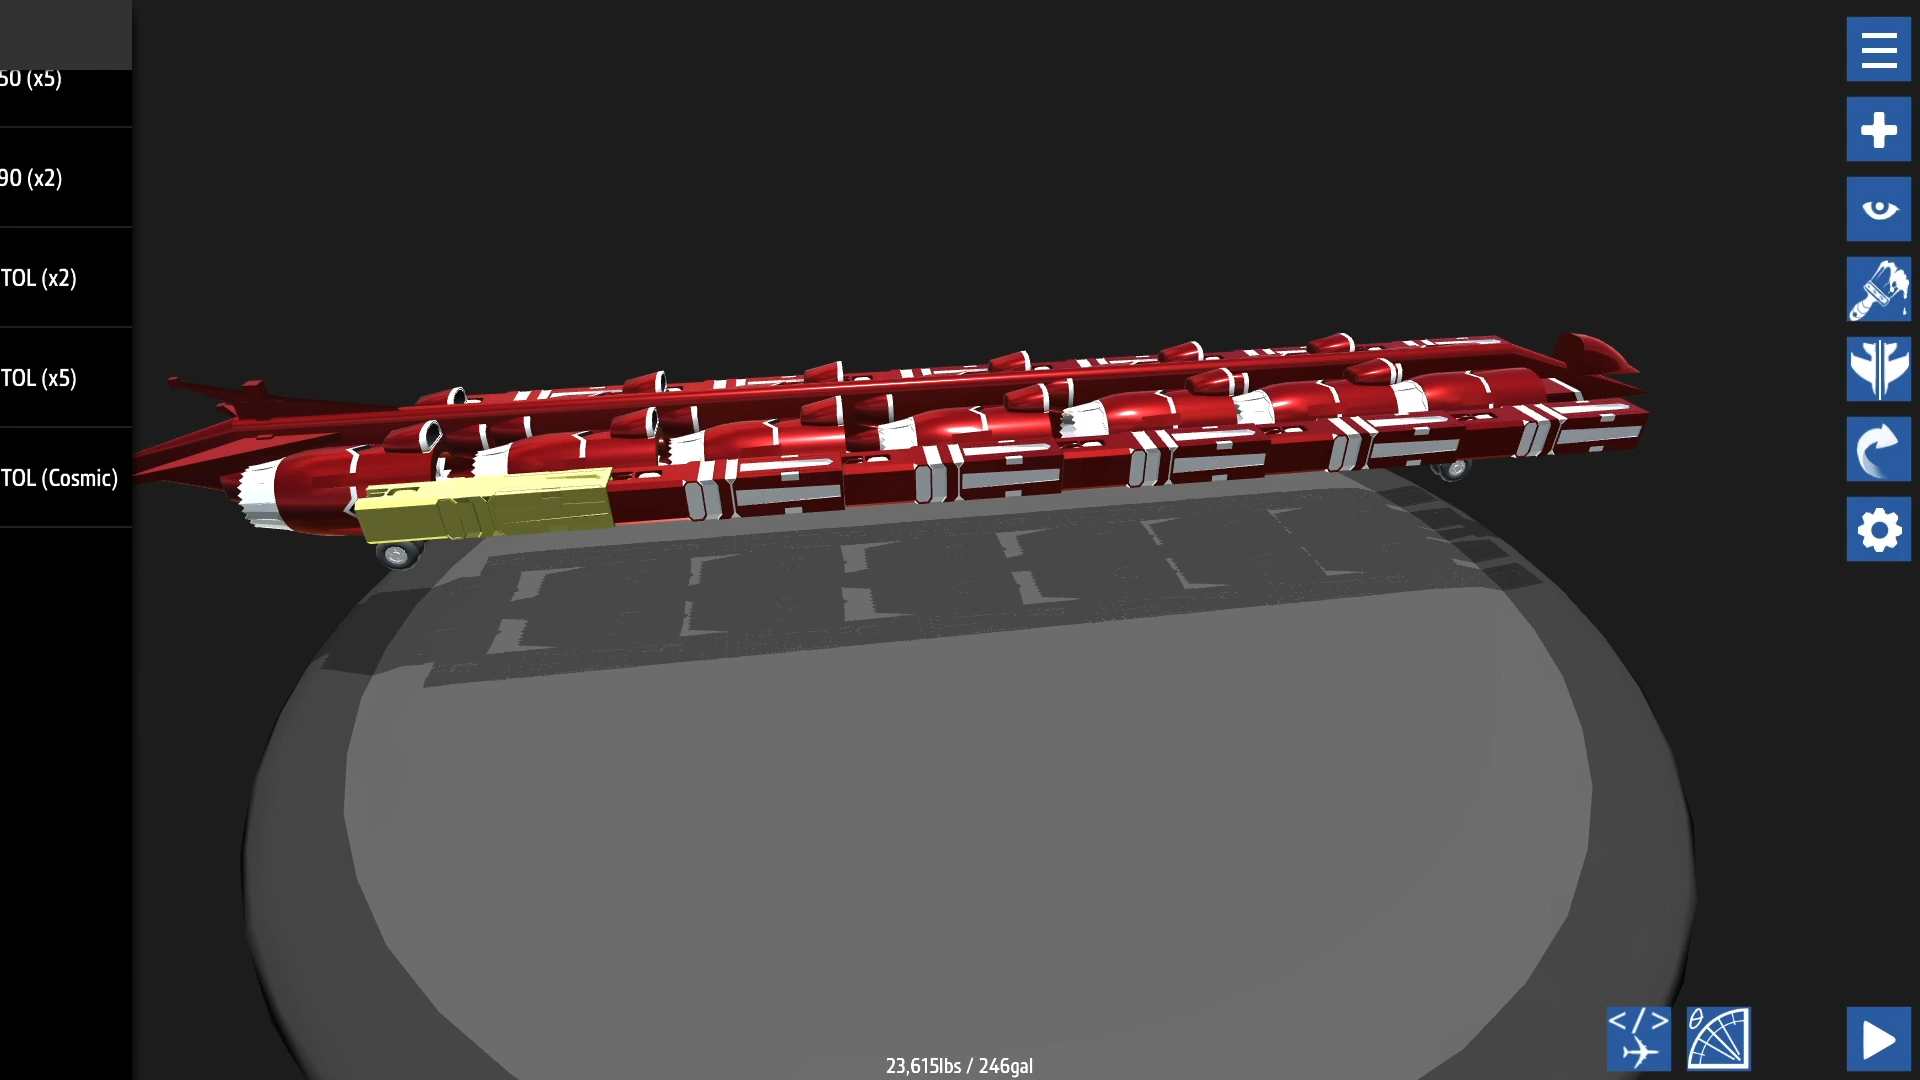 50 (x5)
90 (x2)
TOL (x2)
TOL (x5)
TOL (Cosmic)
</>
θ
23,615lbs / 246gal